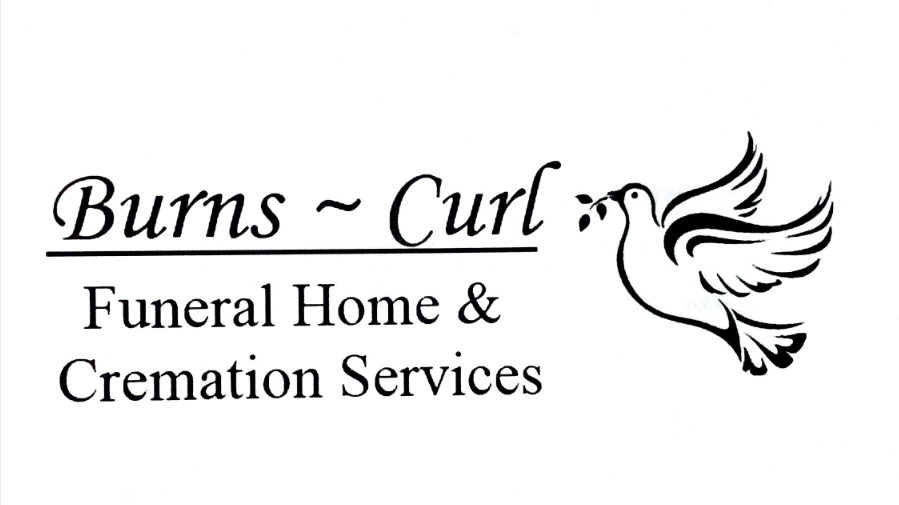 Burns ~ Curl
Funeral Home &
Cremation Services